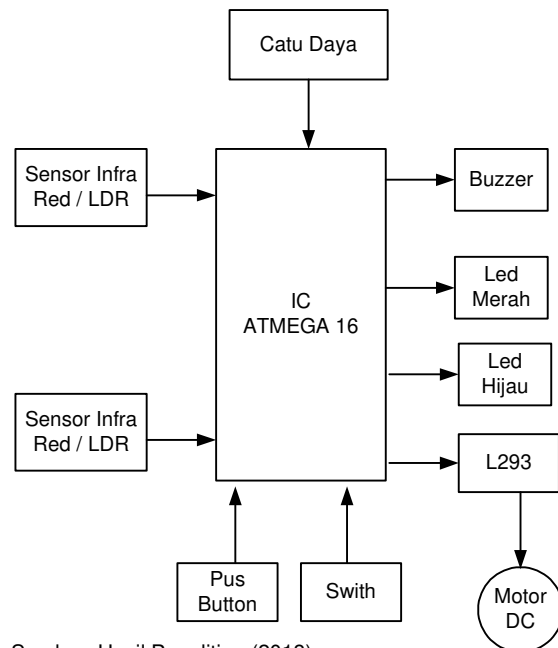 Catu Daya
Sensor Infra
Red / LDR
Buzzer
IC
ATMEGA 16
Led
Merah
Led
Hijau
Sensor Infra
Red / LDR
L293
Pus
Button
Swith
Motor
DC